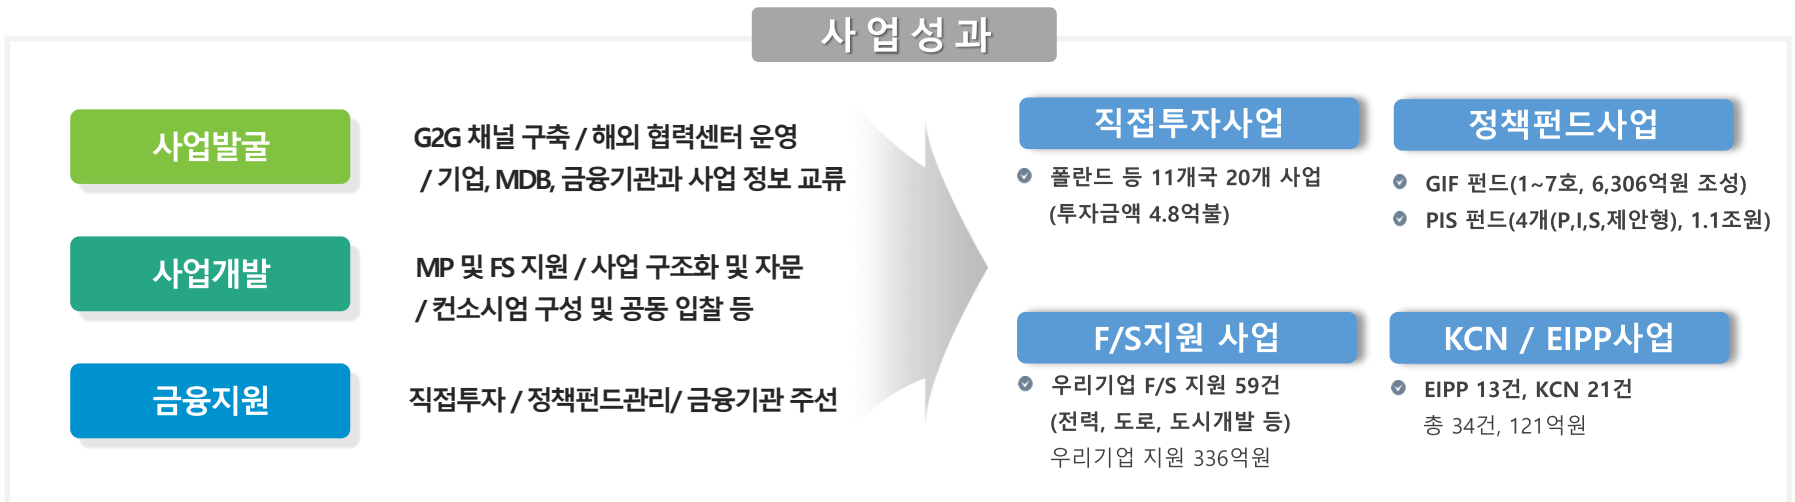 사업성과
사업발굴
G2G 채널 구축 / 해외 협력센터 운영
/ 기업, MDB, 금융기관과 사업 정보 교류
사업개발
MP 및 FS 지원 / 사업 구조화 및 자문
/ 컨소시엄 구성 및 공동 입찰 등
금융지원
직접투자 / 정책펀드관리/ 금융기관 주선
직접투자사업
폴란드 등 11개국 20개 사업
(투자금액 4.8억불)
정책펀드사업
GIF 펀드(1~7호, 6,306억원 조성)
PIS 펀드(4개(P,I,S,제안형), 1.1조원)
F/S지원 사업
우리기업 F/S 지원 59건
(전력, 도로, 도시개발 등)
우리기업 지원 336억원
KCN / EIPP사업
EIPP 13건, KCN 21건
총 34건, 121억원